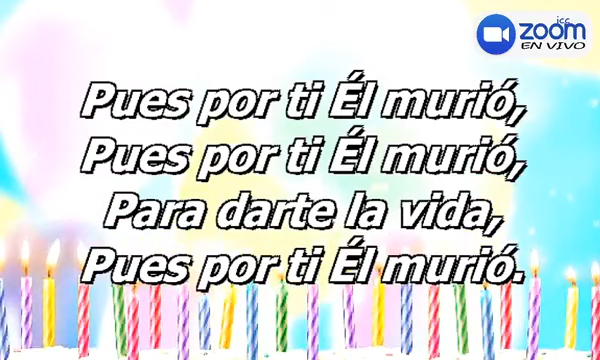 icc
zoom
EN VIVO
Pues por ti Él murió,
Pues por ti Él murió,
Para darte la vida,
Pues por ti Él murió.